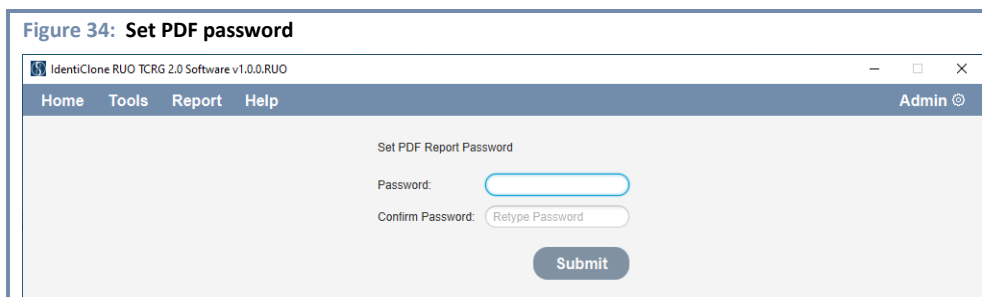 Figure 34: Set PDF password
IdentiClone RUO TCRG 2.0 Software v1.0.0.RUO
Home Tools Report Help Admin
Set PDF Report Password
Password:
Confirm Password: Retype Password
Submit